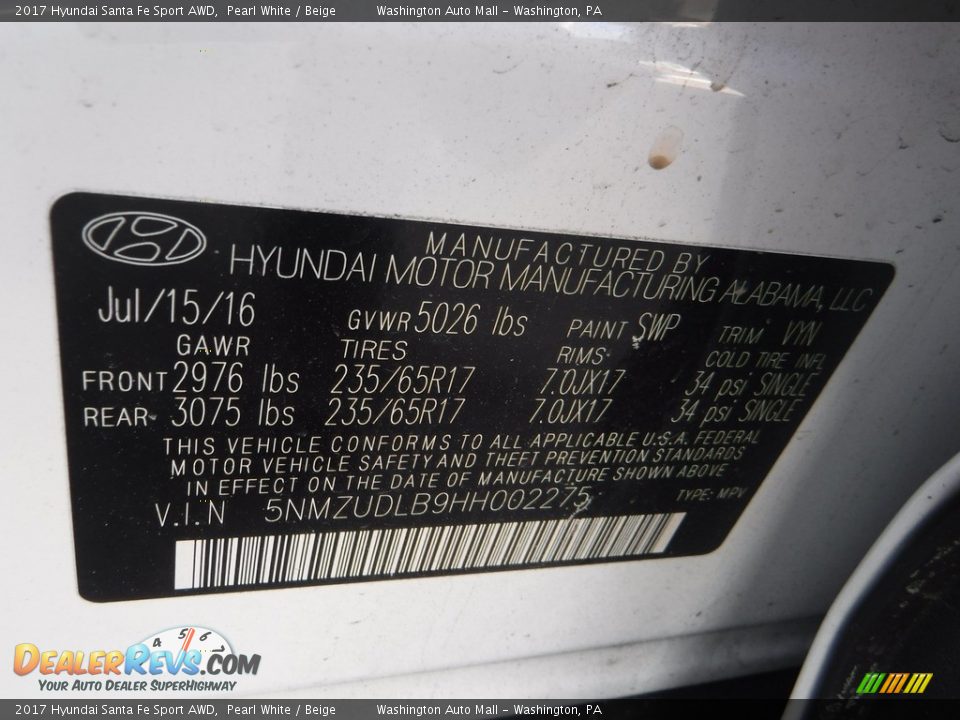 2017 Hyundai Santa Fe Sport AWD, Pearl White / Beige Washington Auto Mall - Washington, PA
MANUFACTURED BY
HYUNDAI MOTOR MANUFACTURING ALABAMA, LLC
Jul/15/16 GVWR 5026 lbs PAINT SWP TRIM VYN
GAWR TIRES RIMS COLD TIRE INFL
FRONT 2976 lbs 235/65R17 7.0JX17 34 psi SINGLE
REAR 3075 lbs 235/65R17 7.0JX17 34 psi SINGLE
THIS VEHICLE CONFORMS TO ALL APPLICABLE U.S.A. FEDERAL
MOTOR VEHICLE SAFETY AND THEFT PREVENTION STANDARDS
IN EFFECT ON THE DATE OF MANUFACTURE SHOWN ABOVE
V.I.N 5NMZUDLB9HH002275 TYPE: MPV
4 5 6
DEALERREVS.COM
YOUR AUTO DEALER SUPERHIGHWAY
2017 Hyundai Santa Fe Sport AWD, Pearl White / Beige Washington Auto Mall - Washington, PA